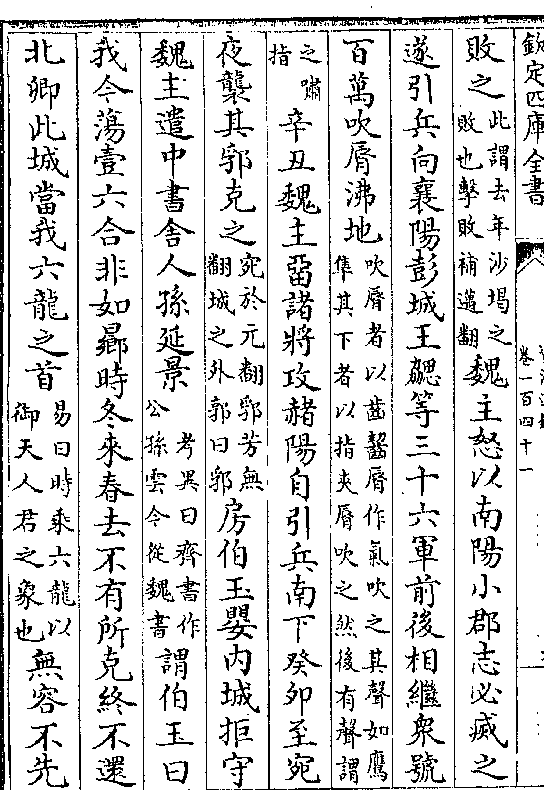 欽定四庫全書
卷一百四十一
敗之此謂去年沙堨之敗也擊敗補邁翻魏主怒以南陽小郡志必滅之
遂引兵向襄陽彭城王勰等三十六軍前後相繼衆號
百萬吹脣沸地吹脣者以齒齧脣作氣吹之其聲如鷹隼其下者以指夾脣吹之然後有聲謂
之嘯指辛丑魏主畱諸將攻赭陽自引兵南下癸卯至宛
夜襲其郛克之宛於元翻郛芳無翻城之外郭曰郛房伯玉嬰內城拒守
魏主遣中書舍人孫延景考異曰齊書作公孫雲今從魏書謂伯玉曰
我今蕩壹六合非如曏時冬來春去不有所克終不還
北卿此城當我六龍之首易曰時乘六龍以御天人君之象也無容不先